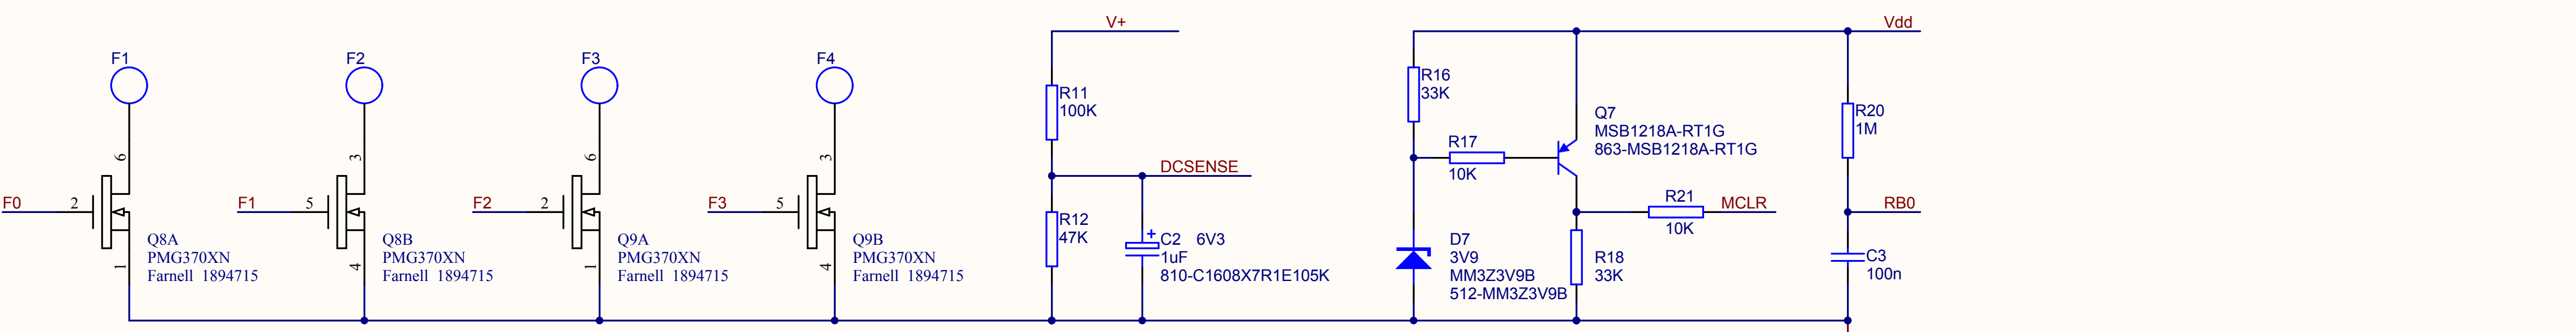 F1
F2
F3
F4
6
3
6
3
F0
2
F1
5
F2
2
F3
5
Q8A
PMG370XN
Farnell 1894715
Q8B
PMG370XN
Farnell 1894715
Q9A
PMG370XN
Farnell 1894715
Q9B
PMG370XN
Farnell 1894715
1
4
1
4
V+
R11
100K
DCSENSE
R12
47K
+
C2 6V3
1uF
810-C1608X7R1E105K
Vdd
R16
33K
R17
10K
Q7
MSB1218A-RT1G
863-MSB1218A-RT1G
R20
1M
R21
MCLR
10K
RB0
D7
3V9
MM3Z3V9B
512-MM3Z3V9B
R18
33K
C3
100n